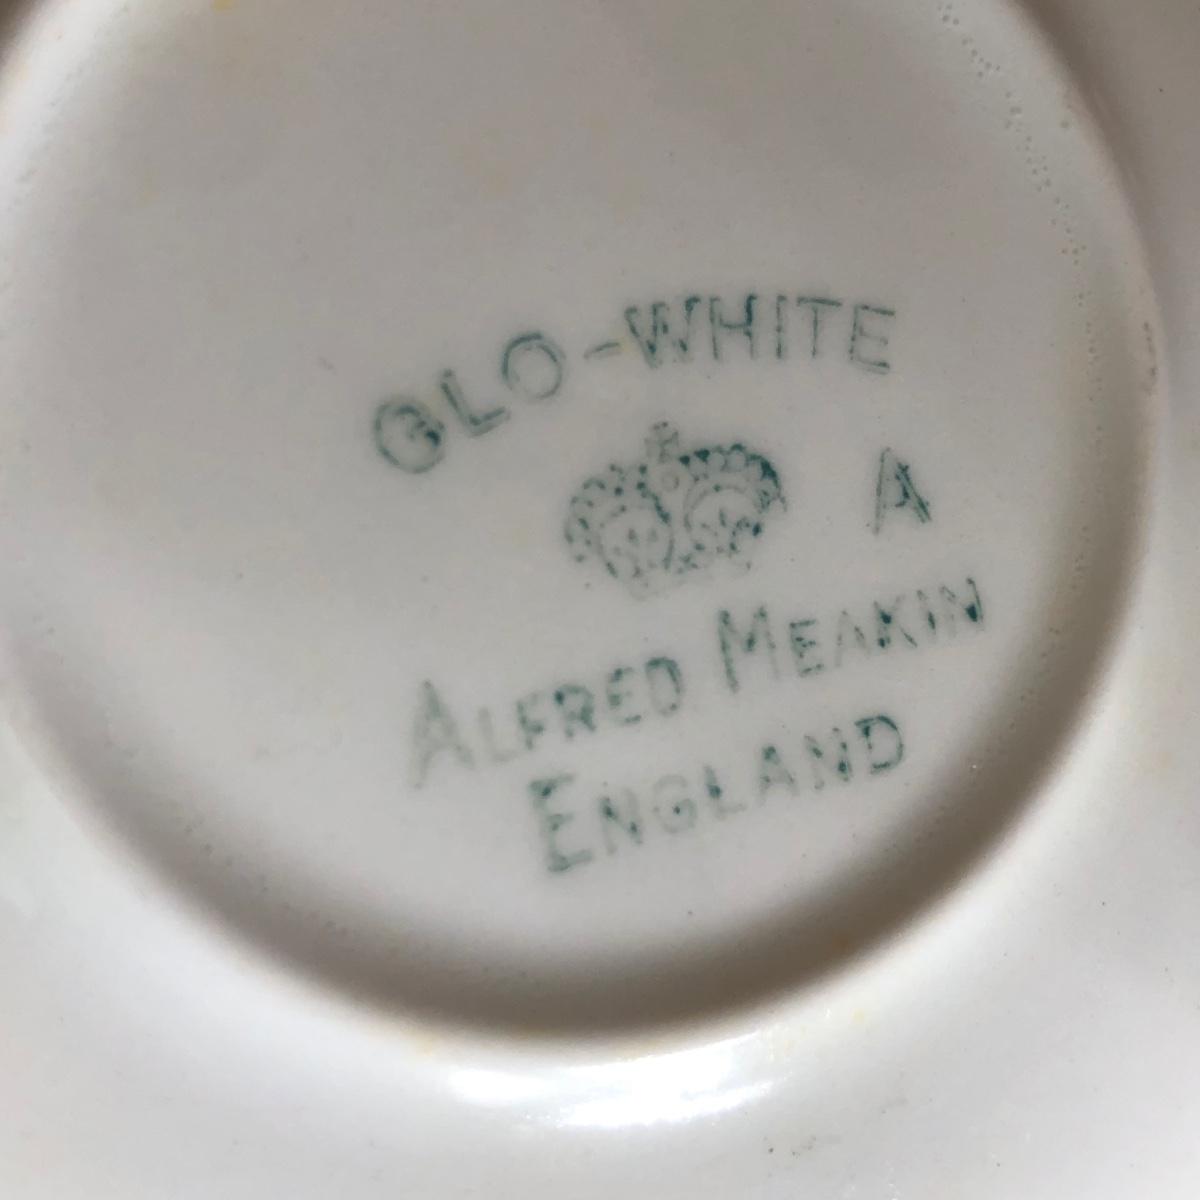 GLO-WHITE
A
ALFRED MEAKIN
ENGLAND